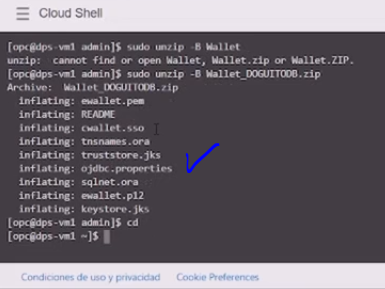 Cloud Shell
[opc@dps-vm1 admin]$ sudo unzip -B Wallet
unzip:  cannot find or open Wallet, Wallet.zip or Wallet.ZIP.
[opc@dps-vm1 admin]$ sudo unzip -B Wallet_DOGUITODB.zip
Archive:  Wallet_DOGUITODB.zip
inflating: ewallet.pem
inflating: README
inflating: cwallet.sso
inflating: tnsnames.ora
inflating: truststore.jks
inflating: ojdbc.properties
inflating: sqlnet.ora
inflating: ewallet.p12
inflating: keystore.jks
[opc@dps-vm1 admin]$ cd
[opc@dps-vm1 ~]$
Condiciones de uso y privacidad Cookie Preferences